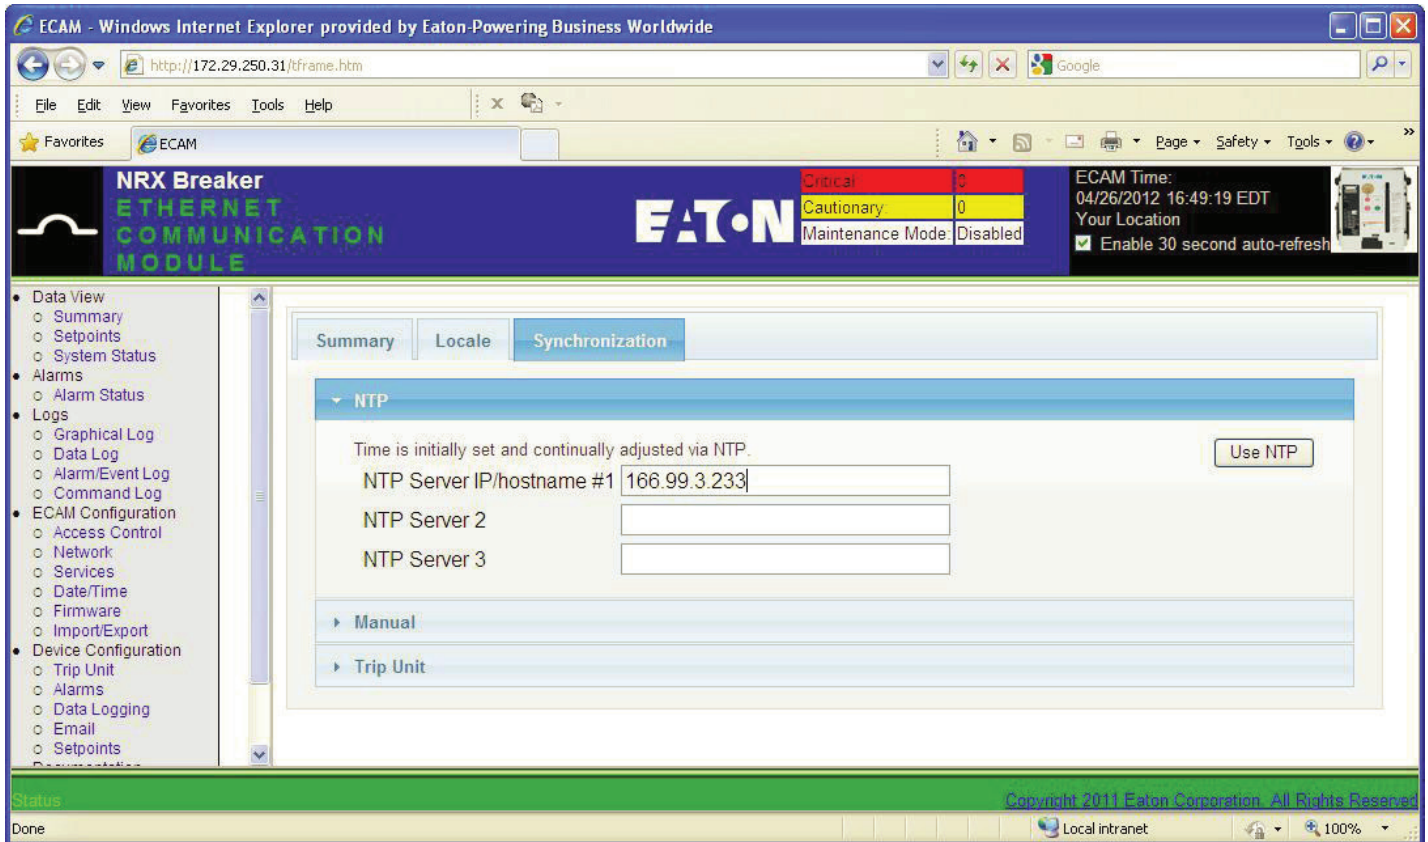 ECAM - Windows Internet Explorer provided by Eaton-Powering Business Worldwide
http://172.29.250.31/tframe.htm
Google
File Edit View Favorites Tools Help
Favorites
ECAM
Page Safety Tools
NRX Breaker
ETHERNET
COMMUNICATION
MODULE
EATON
Critical 0
Cautionary 0
Maintenance Mode: Disabled
ECAM Time:
04/26/2012 16:49:19 EDT
Your Location
Enable 30 second auto-refresh
Data View
Summary
Setpoints
System Status
Alarms
Alarm Status
Logs
Graphical Log
Data Log
Alarm/Event Log
Command Log
ECAM Configuration
Access Control
Network
Services
Date/Time
Firmware
Import/Export
Device Configuration
Trip Unit
Alarms
Data Logging
Email
Setpoints
Summary Locale Synchronization
NTP
Time is initially set and continually adjusted via NTP.
Use NTP
NTP Server IP/hostname #1 166.99.3.233
NTP Server 2
NTP Server 3
Manual
Trip Unit
Status
Copyright 2011 Eaton Corporation. All Rights Reserved
Done
Local intranet
100%